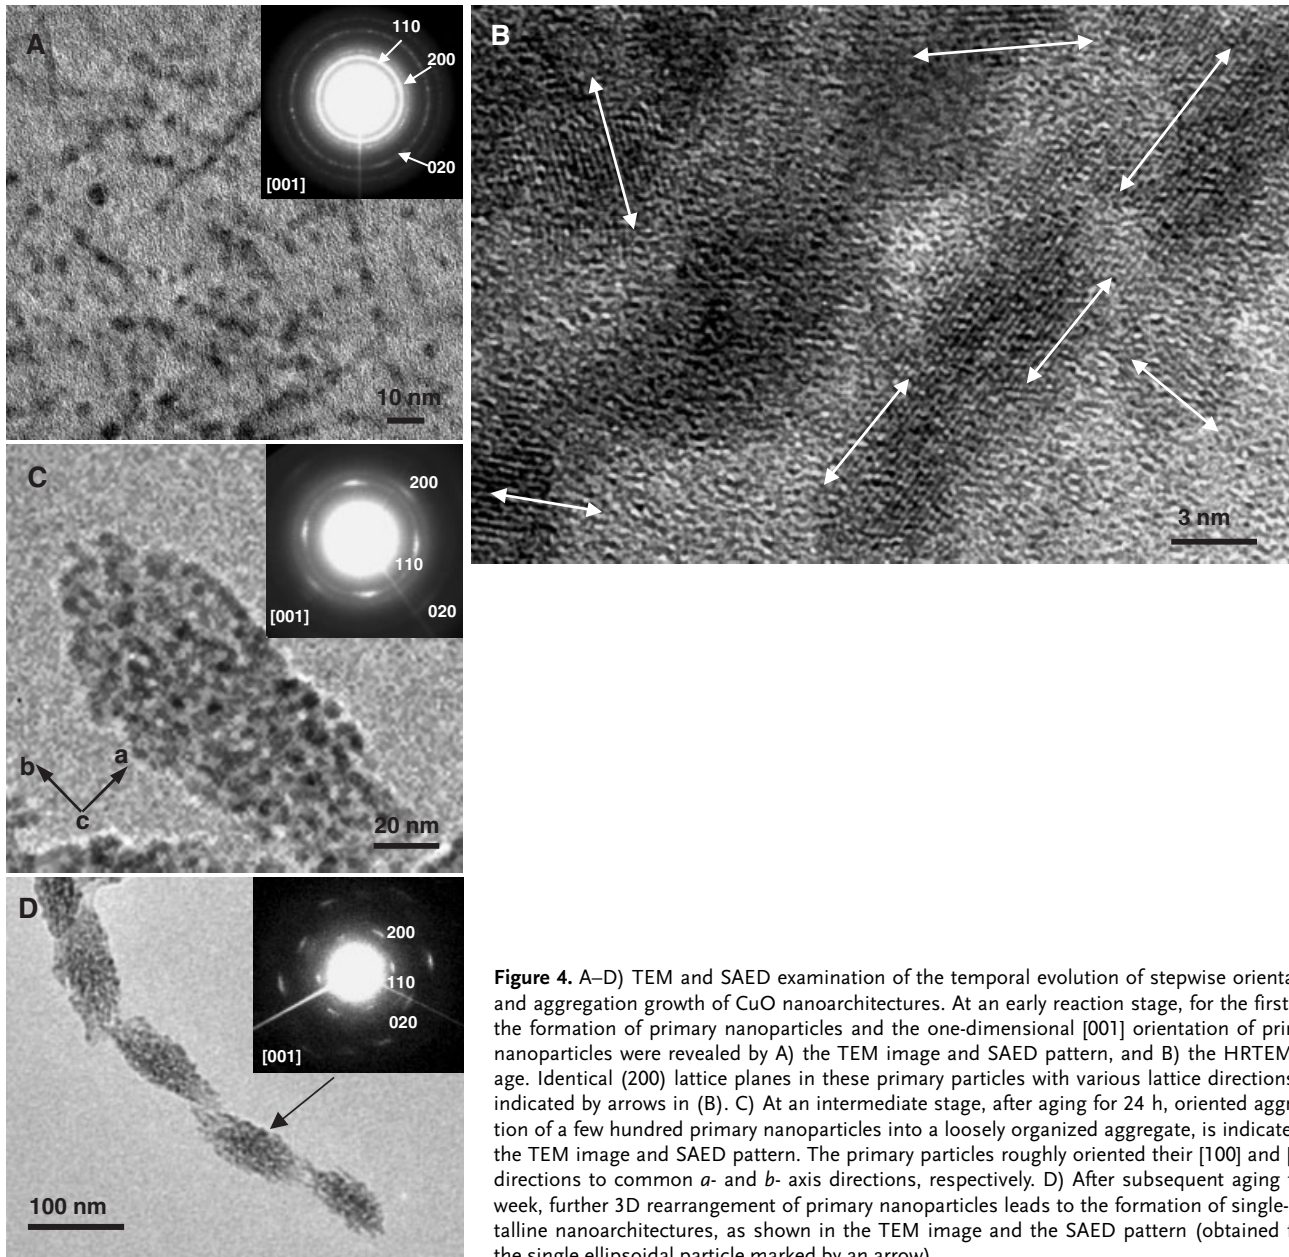 A
110
200
020
[001]
10 nm
B
3 nm
C
200
110
020
[001]
b
a
c
20 nm
D
200
110
020
[001]
100 nm
Figure 4. A–D) TEM and SAED examination of the temporal evolution of stepwise orienta
and aggregation growth of CuO nanoarchitectures. At an early reaction stage, for the first
the formation of primary nanoparticles and the one-dimensional [001] orientation of prir
nanoparticles were revealed by A) the TEM image and SAED pattern, and B) the HRTEM
age. Identical (200) lattice planes in these primary particles with various lattice directions
indicated by arrows in (B). C) At an intermediate stage, after aging for 24 h, oriented aggr
tion of a few hundred primary nanoparticles into a loosely organized aggregate, is indicate
the TEM image and SAED pattern. The primary particles roughly oriented their [100] and [
directions to common a- and b- axis directions, respectively. D) After subsequent aging
week, further 3D rearrangement of primary nanoparticles leads to the formation of single-
talline nanoarchitectures, as shown in the TEM image and the SAED pattern (obtained
the single ellipsoidal particle marked by an arrow)